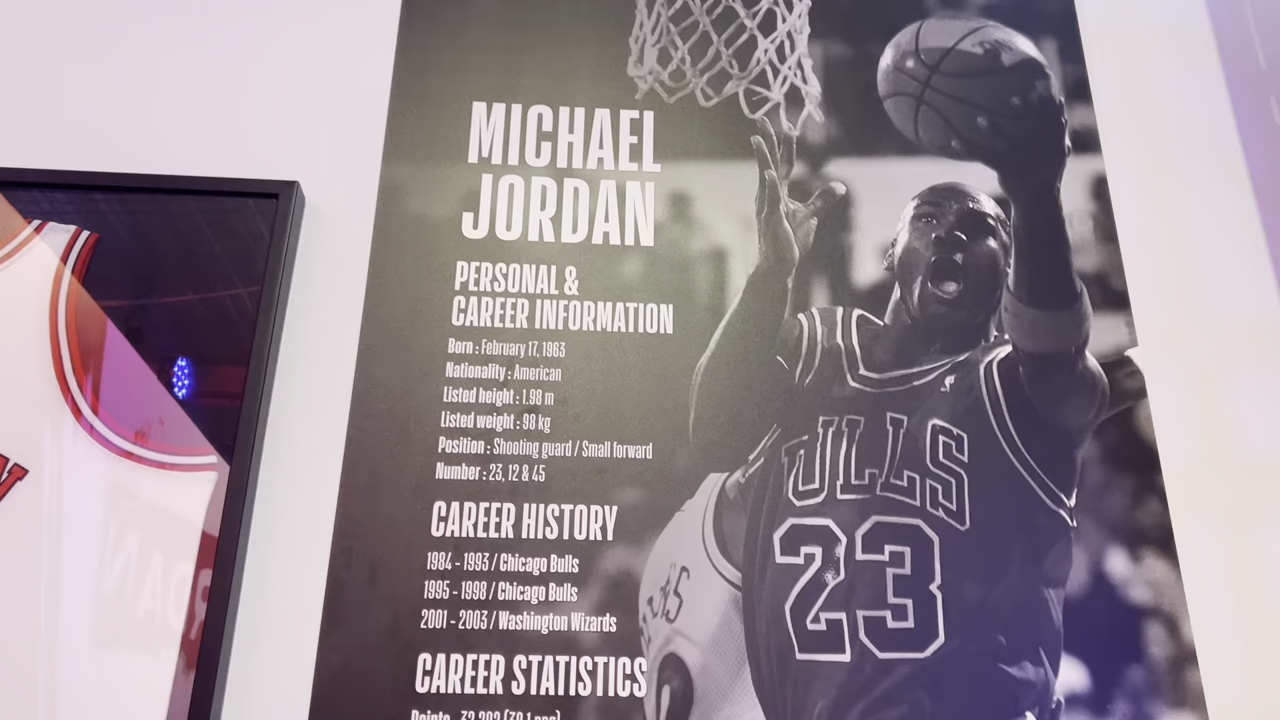 MICHAEL
JORDAN
PERSONAL &
CAREER INFORMATION
Born : February 17, 1963
Nationality : American
Listed height : 1.98 m
Listed weight : 98 kg
Position : Shooting guard / Small forward
Number : 23, 12 & 45
CAREER HISTORY
1984 - 1993 / Chicago Bulls
1995 - 1998 / Chicago Bulls
2001 - 2003 / Washington Wizards
CAREER STATISTICS
Points
ULLS
23